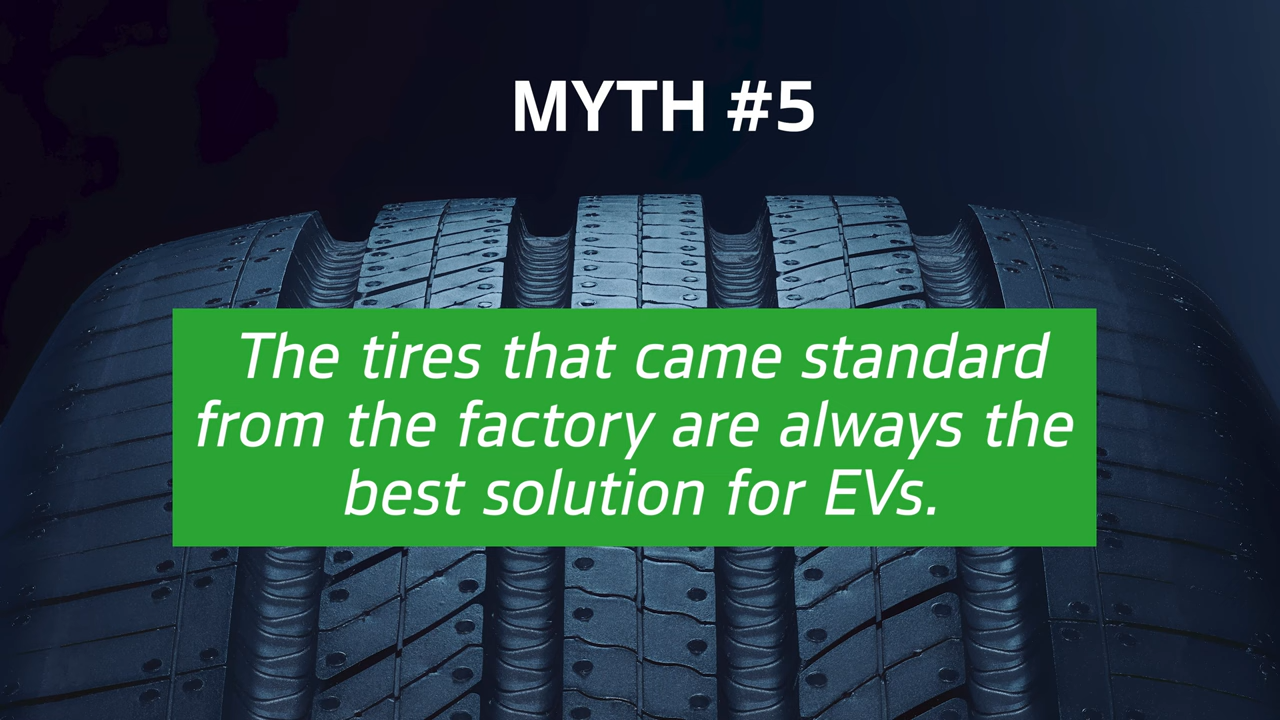 MYTH #5
The tires that came standard
from the factory are always the
best solution for EVs.